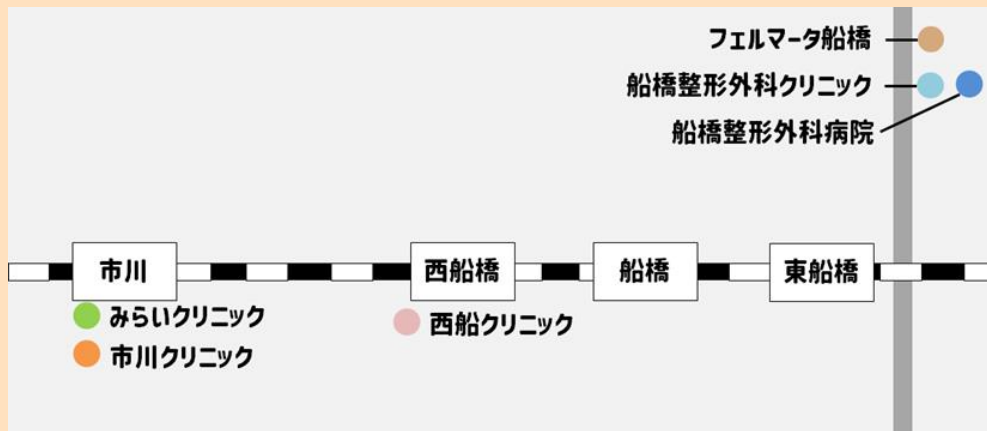 フェルマータ船橋
船橋整形外科クリニック
船橋整形外科病院
市川
西船橋
船橋
東船橋
みらいクリニック
西船クリニック
市川クリニック